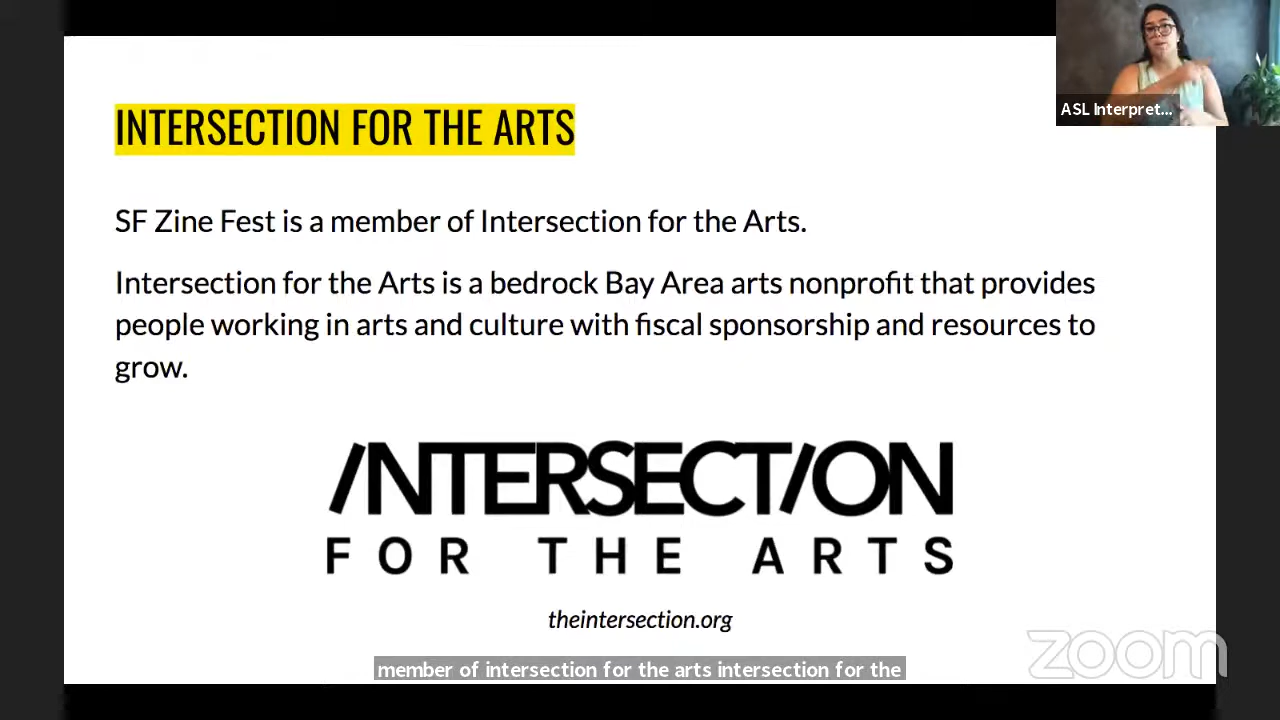 INTERSECTION FOR THE ARTS
ASL Interpret...
SF Zine Fest is a member of Intersection for the Arts.
Intersection for the Arts is a bedrock Bay Area arts nonprofit that provides
people working in arts and culture with fiscal sponsorship and resources to
grow.
INTERSECTION
FOR THE ARTS
theintersection.org
member of intersection for the arts intersection for the
zoom